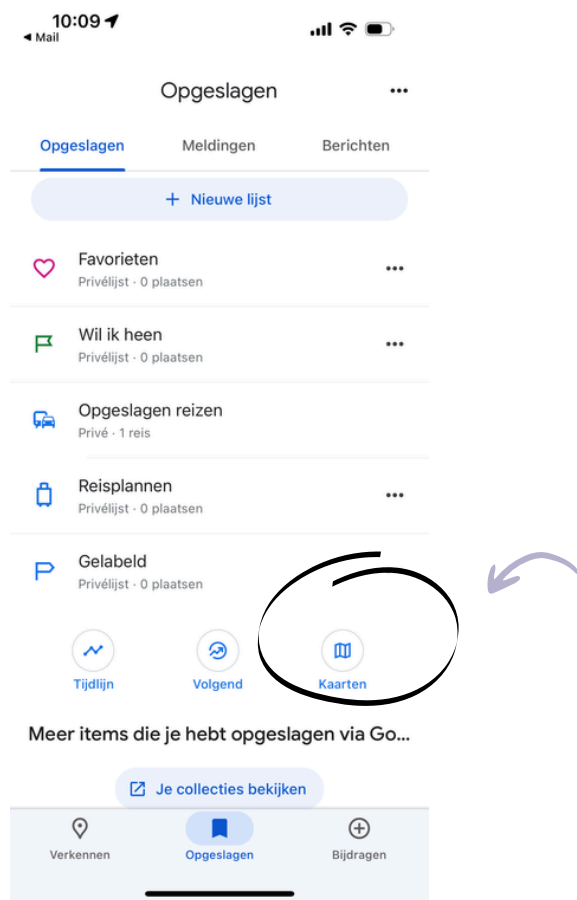 10:09
Mail
Opgeslagen
Opgeslagen Meldingen Berichten
+ Nieuwe lijst
Favorieten
Privélijst · 0 plaatsen
Wil ik heen
Privélijst · 0 plaatsen
Opgeslagen reizen
Privé · 1 reis
Reisplannen
Privélijst · 0 plaatsen
Gelabeld
Privélijst · 0 plaatsen
Tijdlijn Volgend Kaarten
Meer items die je hebt opgeslagen via Go...
Je collecties bekijken
Verkennen Opgeslagen Bijdragen